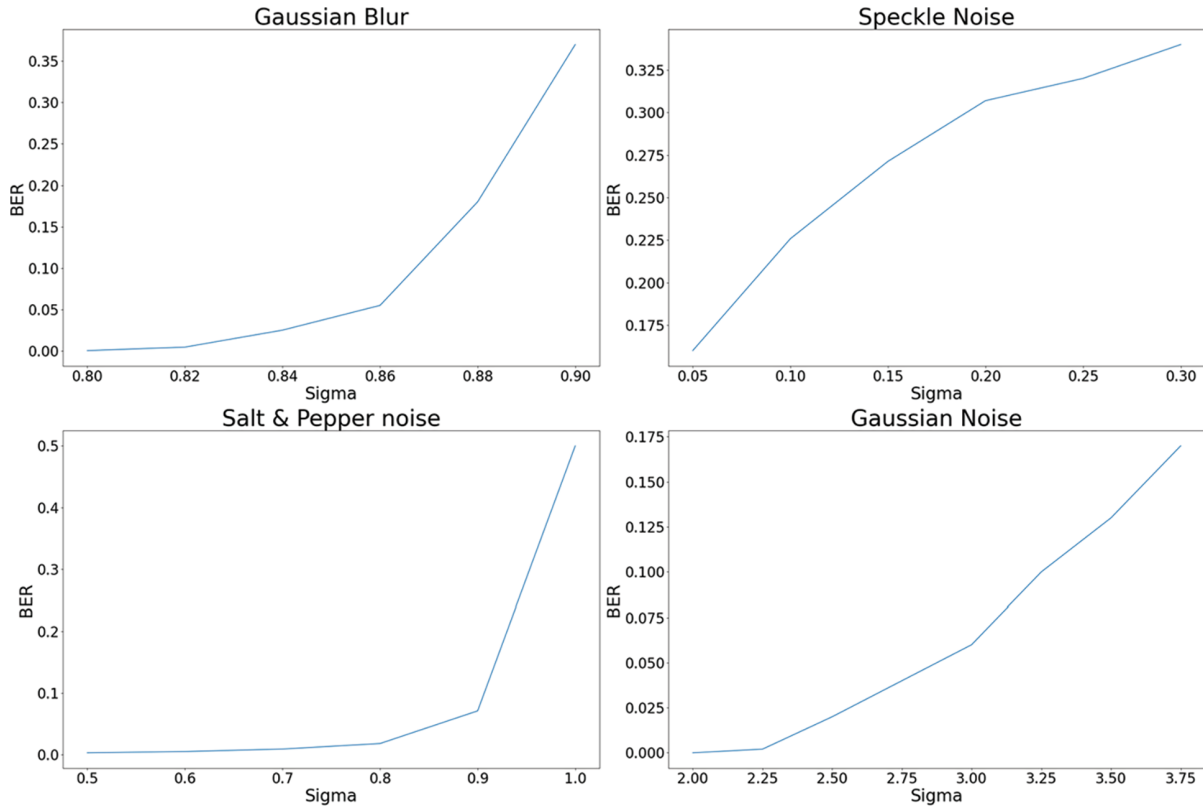 Gaussian Blur
BER
0.35
0.30
0.25
0.20
0.15
0.10
0.05
0.00
0.80 0.82 0.84 0.86 0.88 0.90
Sigma
Speckle Noise
BER
0.325
0.300
0.275
0.250
0.225
0.200
0.175
0.05 0.10 0.15 0.20 0.25 0.30
Sigma
Salt & Pepper noise
BER
0.5
0.4
0.3
0.2
0.1
0.0
0.5 0.6 0.7 0.8 0.9 1.0
Sigma
Gaussian Noise
BER
0.175
0.150
0.125
0.100
0.075
0.050
0.025
0.000
2.00 2.25 2.50 2.75 3.00 3.25 3.50 3.75
Sigma